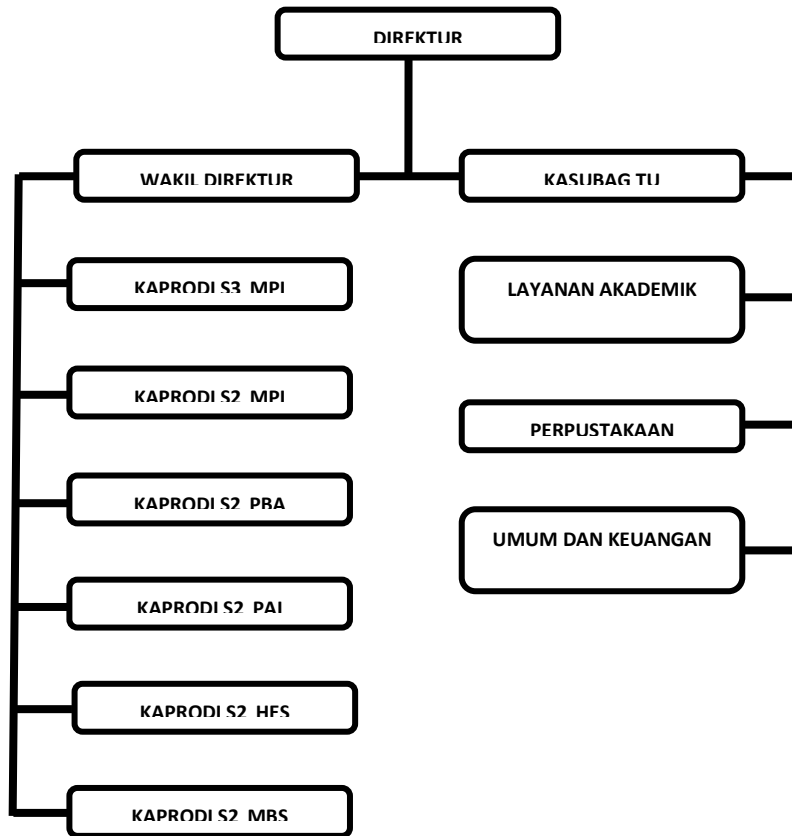 DIREKTUR
WAKIL DIREKTUR
KASUBAG TU
KAPRODI S3 MPI
KAPRODI S2 MPI
KAPRODI S2 PBA
KAPRODI S2 PAI
KAPRODI S2 HES
KAPRODI S2 MBS
LAYANAN AKADEMIK
PERPUSTAKAAN
UMUM DAN KEUANGAN